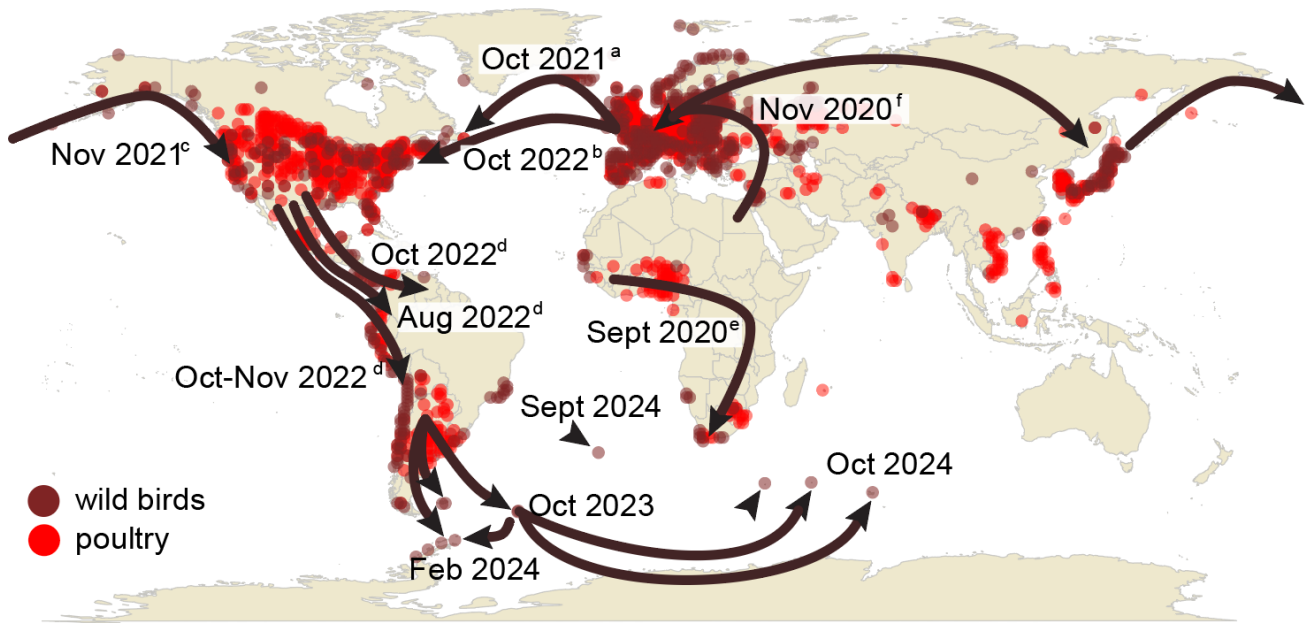 Oct 2021a
Nov 2020f
Nov 2021c
Oct 2022b
Oct 2022d
Aug 2022d
Sept 2020e
Oct-Nov 2022 d
Sept 2024
Oct 2024
wild birds
Oct 2023
poultry
Feb 2024